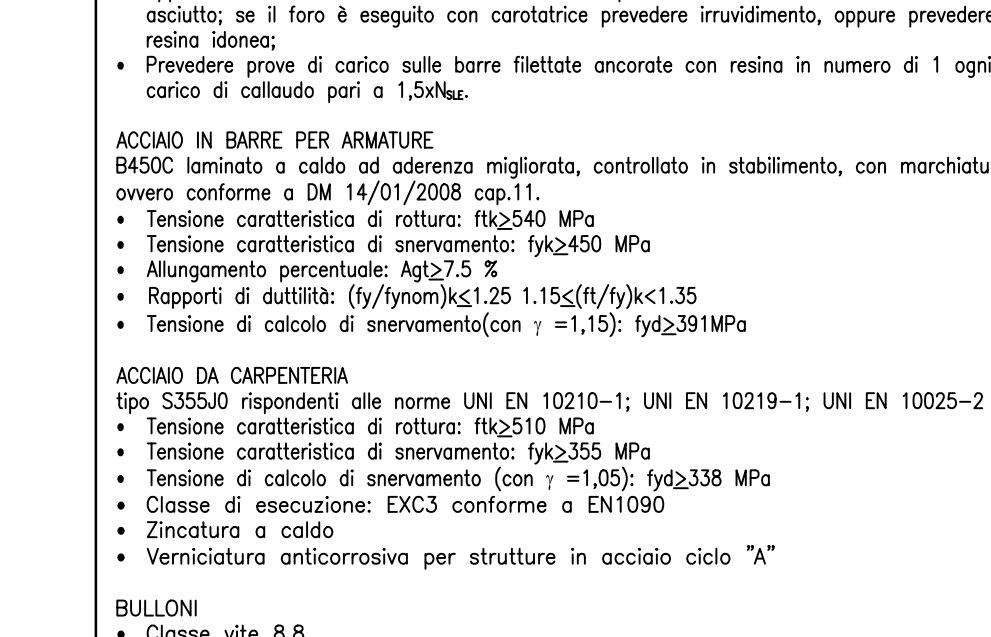 asciutto; se il foro è eseguito con carotatrice prevedere irruvidimento, oppure prevedere
resina idonea;
• Prevedere prove di carico sulle barre filettate ancorate con resina in numero di 1 ogni
carico di callaudo pari a 1,5xNSLE.
ACCIAIO IN BARRE PER ARMATURE
B450C laminato a caldo ad aderenza migliorata, controllato in stabilimento, con marchiatu
ovvero conforme a DM 14/01/2008 cap.11.
• Tensione caratteristica di rottura: ftk≥540 MPa
• Tensione caratteristica di snervamento: fyk≥450 MPa
• Allungamento percentuale: Agt≥7.5 %
• Rapporti di duttilità: (fy/fynom)k≤1.25 1.15≤(ft/fy)k<1.35
• Tensione di calcolo di snervamento(con γ =1,15): fyd≥391MPa
ACCIAIO DA CARPENTERIA
tipo S355J0 rispondenti alle norme UNI EN 10210-1; UNI EN 10219-1; UNI EN 10025-2
• Tensione caratteristica di rottura: ftk≥510 MPa
• Tensione caratteristica di snervamento: fyk≥355 MPa
• Tensione di calcolo di snervamento (con γ =1,05): fyd≥338 MPa
• Classe di esecuzione: EXC3 conforme a EN1090
• Zincatura a caldo
• Verniciatura anticorrosiva per strutture in acciaio ciclo "A"
BULLONI
• Classe vite 8.8